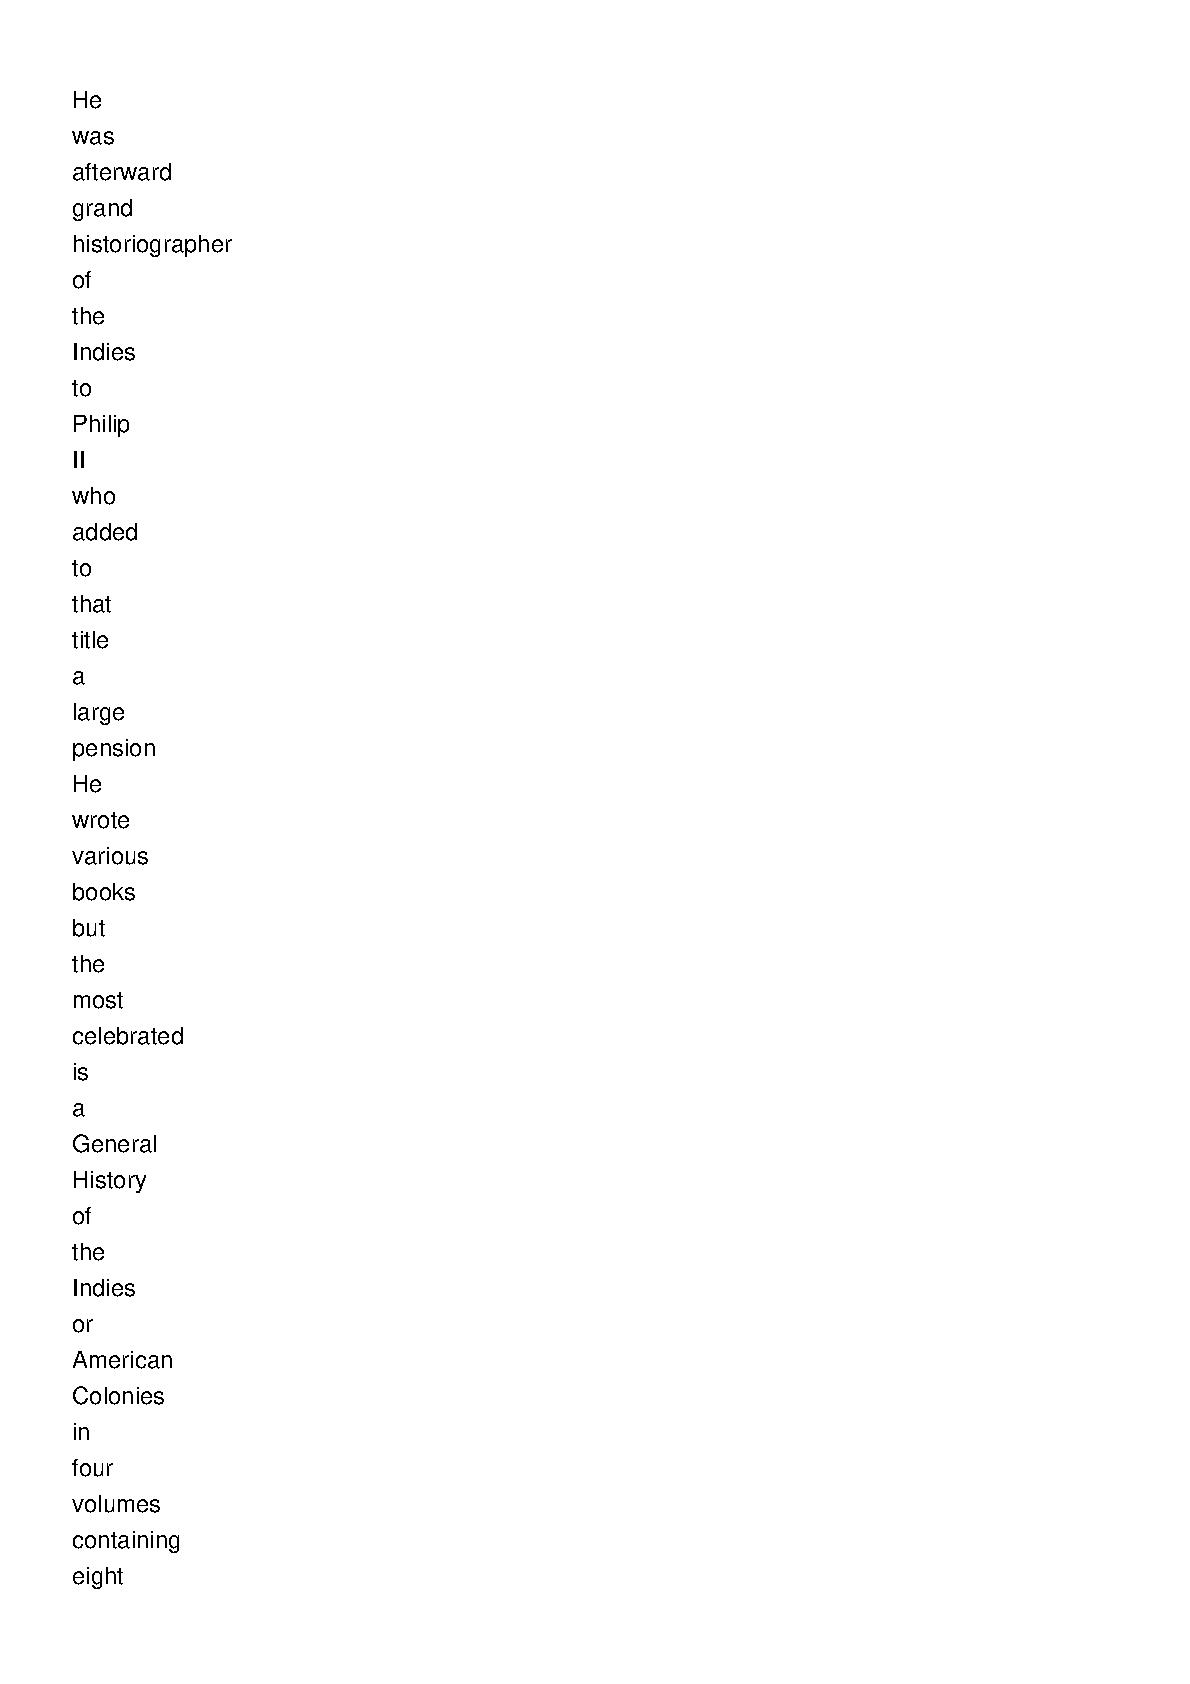 He
was
afterward
grand
historiographer
of
the
Indies
to
Philip
II
who
added
to
that
title
a
large
pension
He
wrote
various
books
but
the
most
celebrated
is
a
General
History
of
the
Indies
or
American
Colonies
in
four
volumes
containing
eight